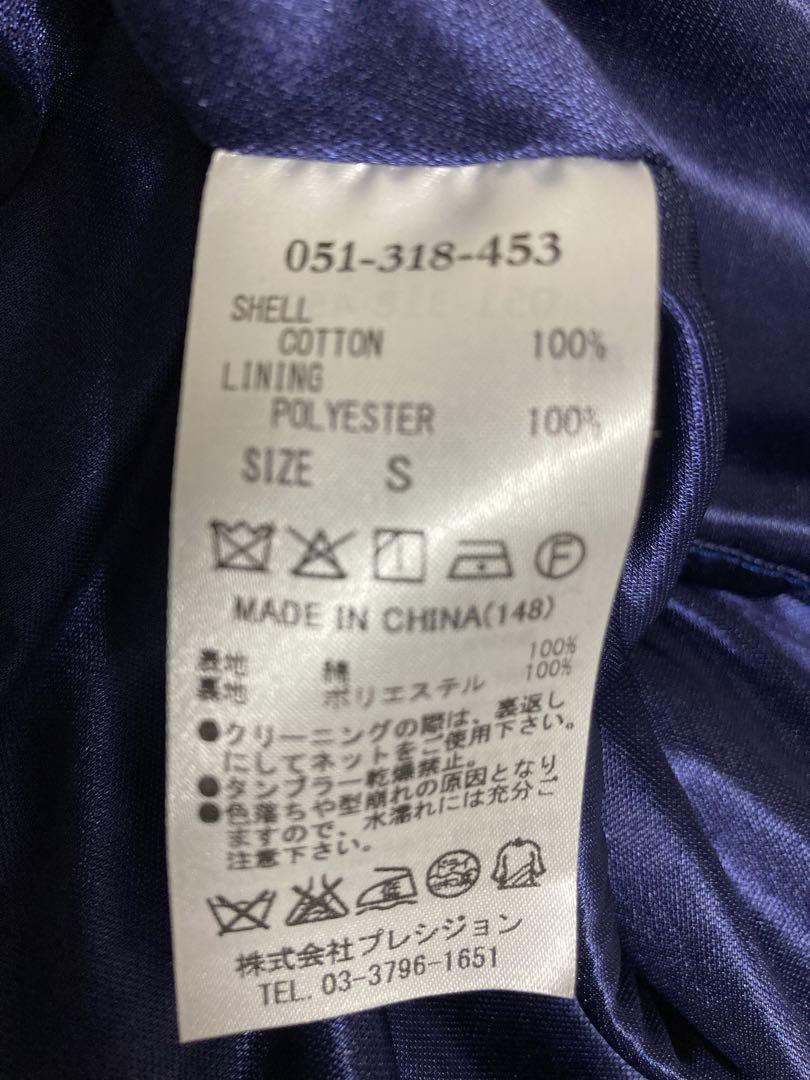 051-318-453
SHELL
COTTON 100%
LINING
POLYESTER 100%
SIZE S
F
MADE IN CHINA(148)
表地 綿 100%
裏地 ポリエステル 100%
●クリーニングの際は、裏返し
にしてネットをご使用下さい。
●タンブラー乾燥禁止。
●色落ちや型崩れの原因となり
ますので、水濡れには充分ご
注意下さい。
ドライ
株式会社プレシジョン
TEL. 03-3796-1651